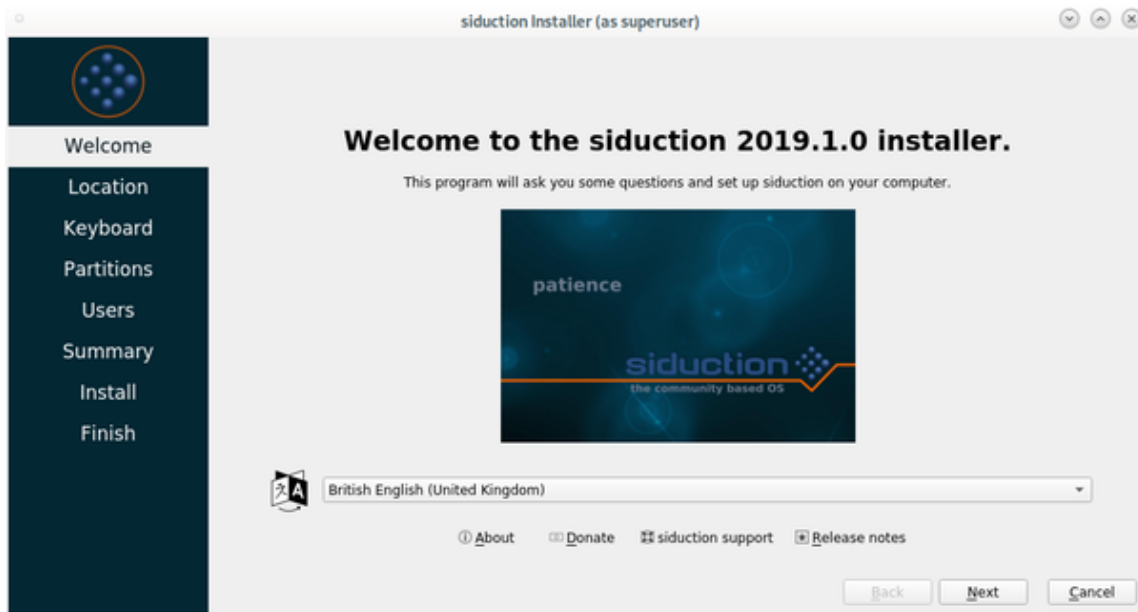 siduction Installer (as superuser)
Welcome
Location
Keyboard
Partitions
Users
Summary
Install
Finish
Welcome to the siduction 2019.1.0 installer.
This program will ask you some questions and set up siduction on your computer.
patience
siduction
the community based OS
British English (United Kingdom)
About Donate siduction support Release notes
Back Next Cancel